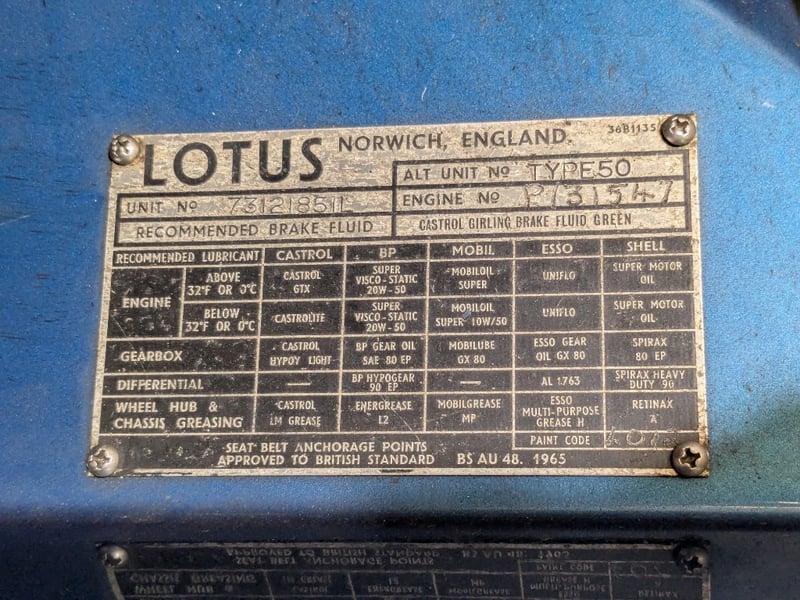 36B1135
LOTUS NORWICH, ENGLAND.
ALT UNIT Nº TYPE50
UNIT Nº 73121851L ENGINE Nº P731547
RECOMMENDED BRAKE FLUID CASTROL GIRLING BRAKE FLUID GREEN
RECOMMENDED LUBRICANT CASTROL BP MOBIL ESSO SHELL
ENGINE
ABOVE 32°F OR 0°C CASTROL GTX SUPER VISCO-STATIC 20W-50 MOBILOIL SUPER UNIFLO SUPER MOTOR OIL
BELOW 32°F OR 0°C CASTROLITE SUPER VISCO-STATIC 20W-50 MOBILOIL SUPER 10W/50 UNIFLO SUPER MOTOR OIL.
GEARBOX CASTROL HYPOY LIGHT BP GEAR OIL SAE 80 EP MOBILUBE GX 80 ESSO GEAR OIL GX 80 SPIRAX 80 EP
DIFFERENTIAL — BP HYPOGEAR 90 EP — AL 1763 SPIRAX HEAVY DUTY 90
WHEEL HUB & CHASSIS GREASING CASTROL LM GREASE ENERGREASE L2 MOBILGREASE MP ESSO MULTI-PURPOSE GREASE H RETINAX A
PAINT CODE
SEAT BELT ANCHORAGE POINTS
APPROVED TO BRITISH STANDARD BS AU 48. 1965